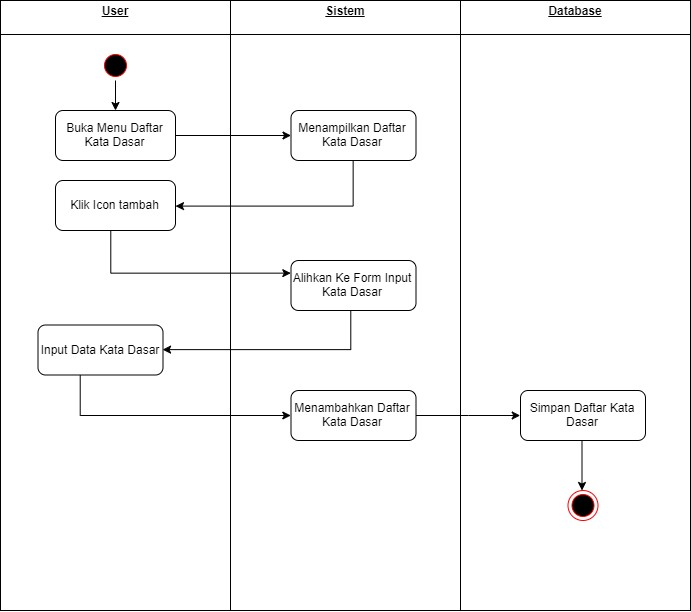 User
Sistem
Database
Buka Menu Daftar
Kata Dasar
Menampilkan Daftar
Kata Dasar
Klik Icon tambah
Alihkan Ke Form Input
Kata Dasar
Input Data Kata Dasar
Menambahkan Daftar
Kata Dasar
Simpan Daftar Kata
Dasar